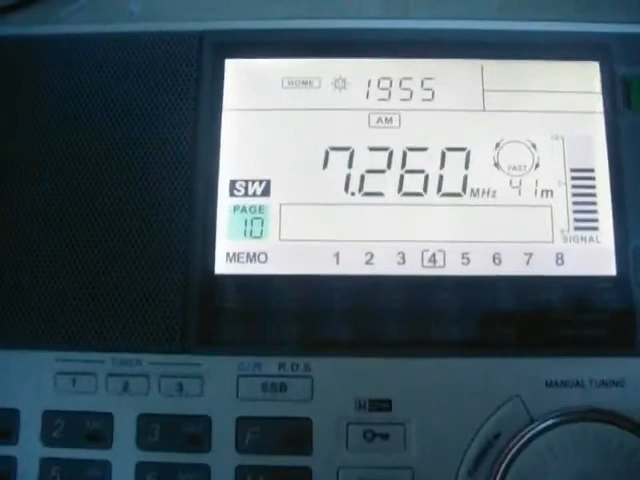 HOME 1955
AM
7.260 MHz
FAST
41m
SW
PAGE
10
SIGNAL
MEMO 1 2 3 4 5 6 7 8
TIMER
1 2 3
R.D.S
SSB
MANUAL TUNING
2 3 F
5